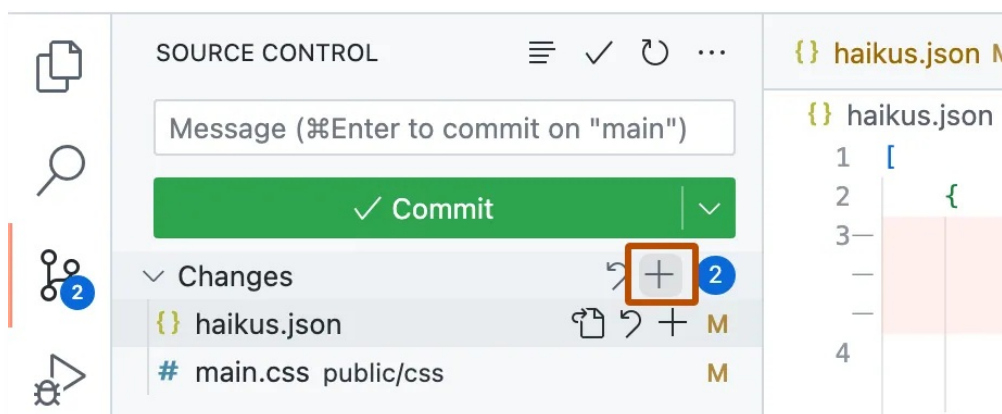 SOURCE CONTROL
Message (⌘Enter to commit on "main")
Commit
Changes
2
haikus.json
M
main.css public/css
M
2
{} haikus.json
{} haikus.json
1 [
2 {
3
4